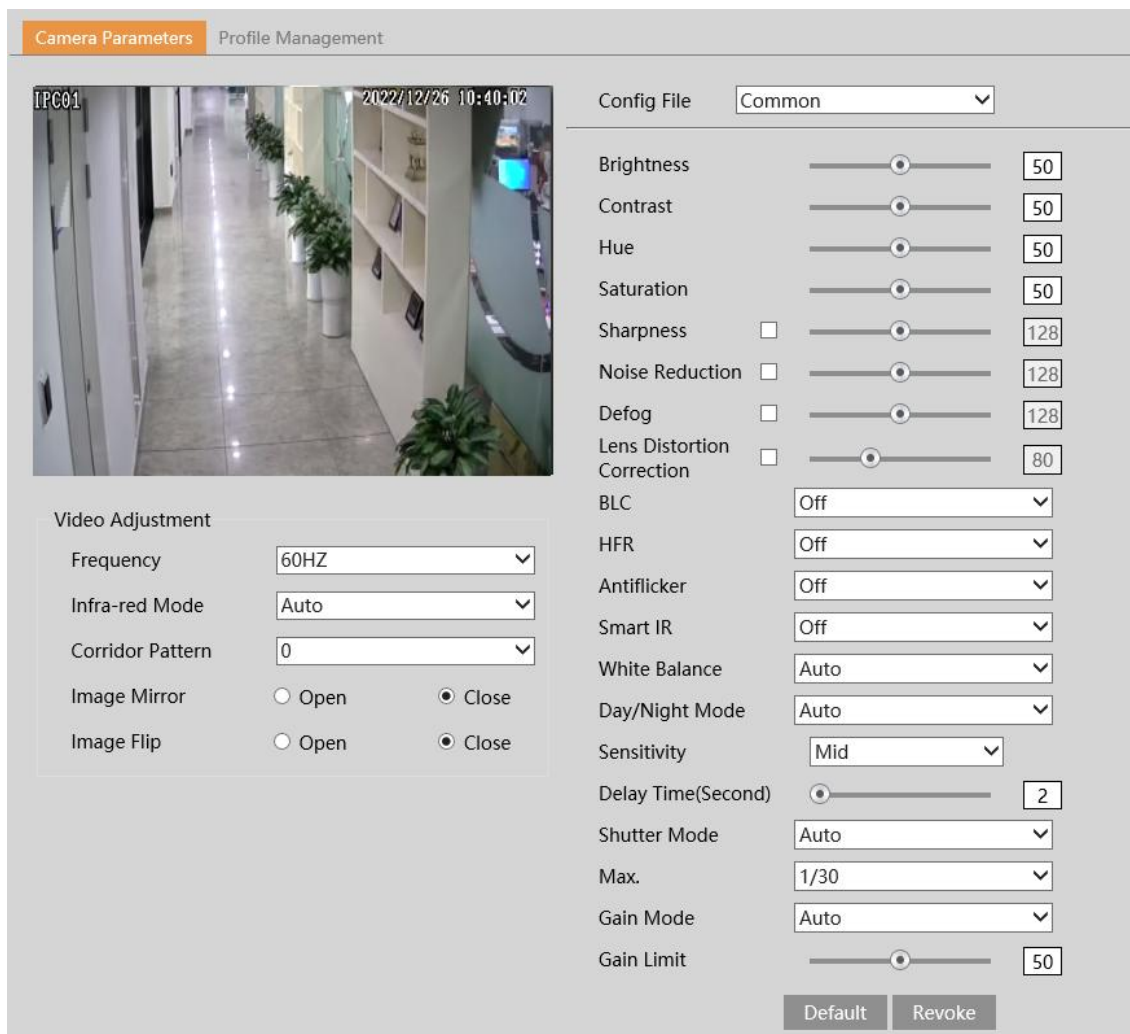 Camera Parameters Profile Management
IPC01 2022/12/26 10:40:02
Video Adjustment
Frequency 60HZ
Infra-red Mode Auto
Corridor Pattern 0
Image Mirror Open Close
Image Flip Open Close
Config File Common
Brightness 50
Contrast 50
Hue 50
Saturation 50
Sharpness 128
Noise Reduction 128
Defog 128
Lens Distortion
Correction 80
BLC Off
HFR Off
Antiflicker Off
Smart IR Off
White Balance Auto
Day/Night Mode Auto
Sensitivity Mid
Delay Time(Second) 2
Shutter Mode Auto
Max. 1/30
Gain Mode Auto
Gain Limit 50
Default Revoke